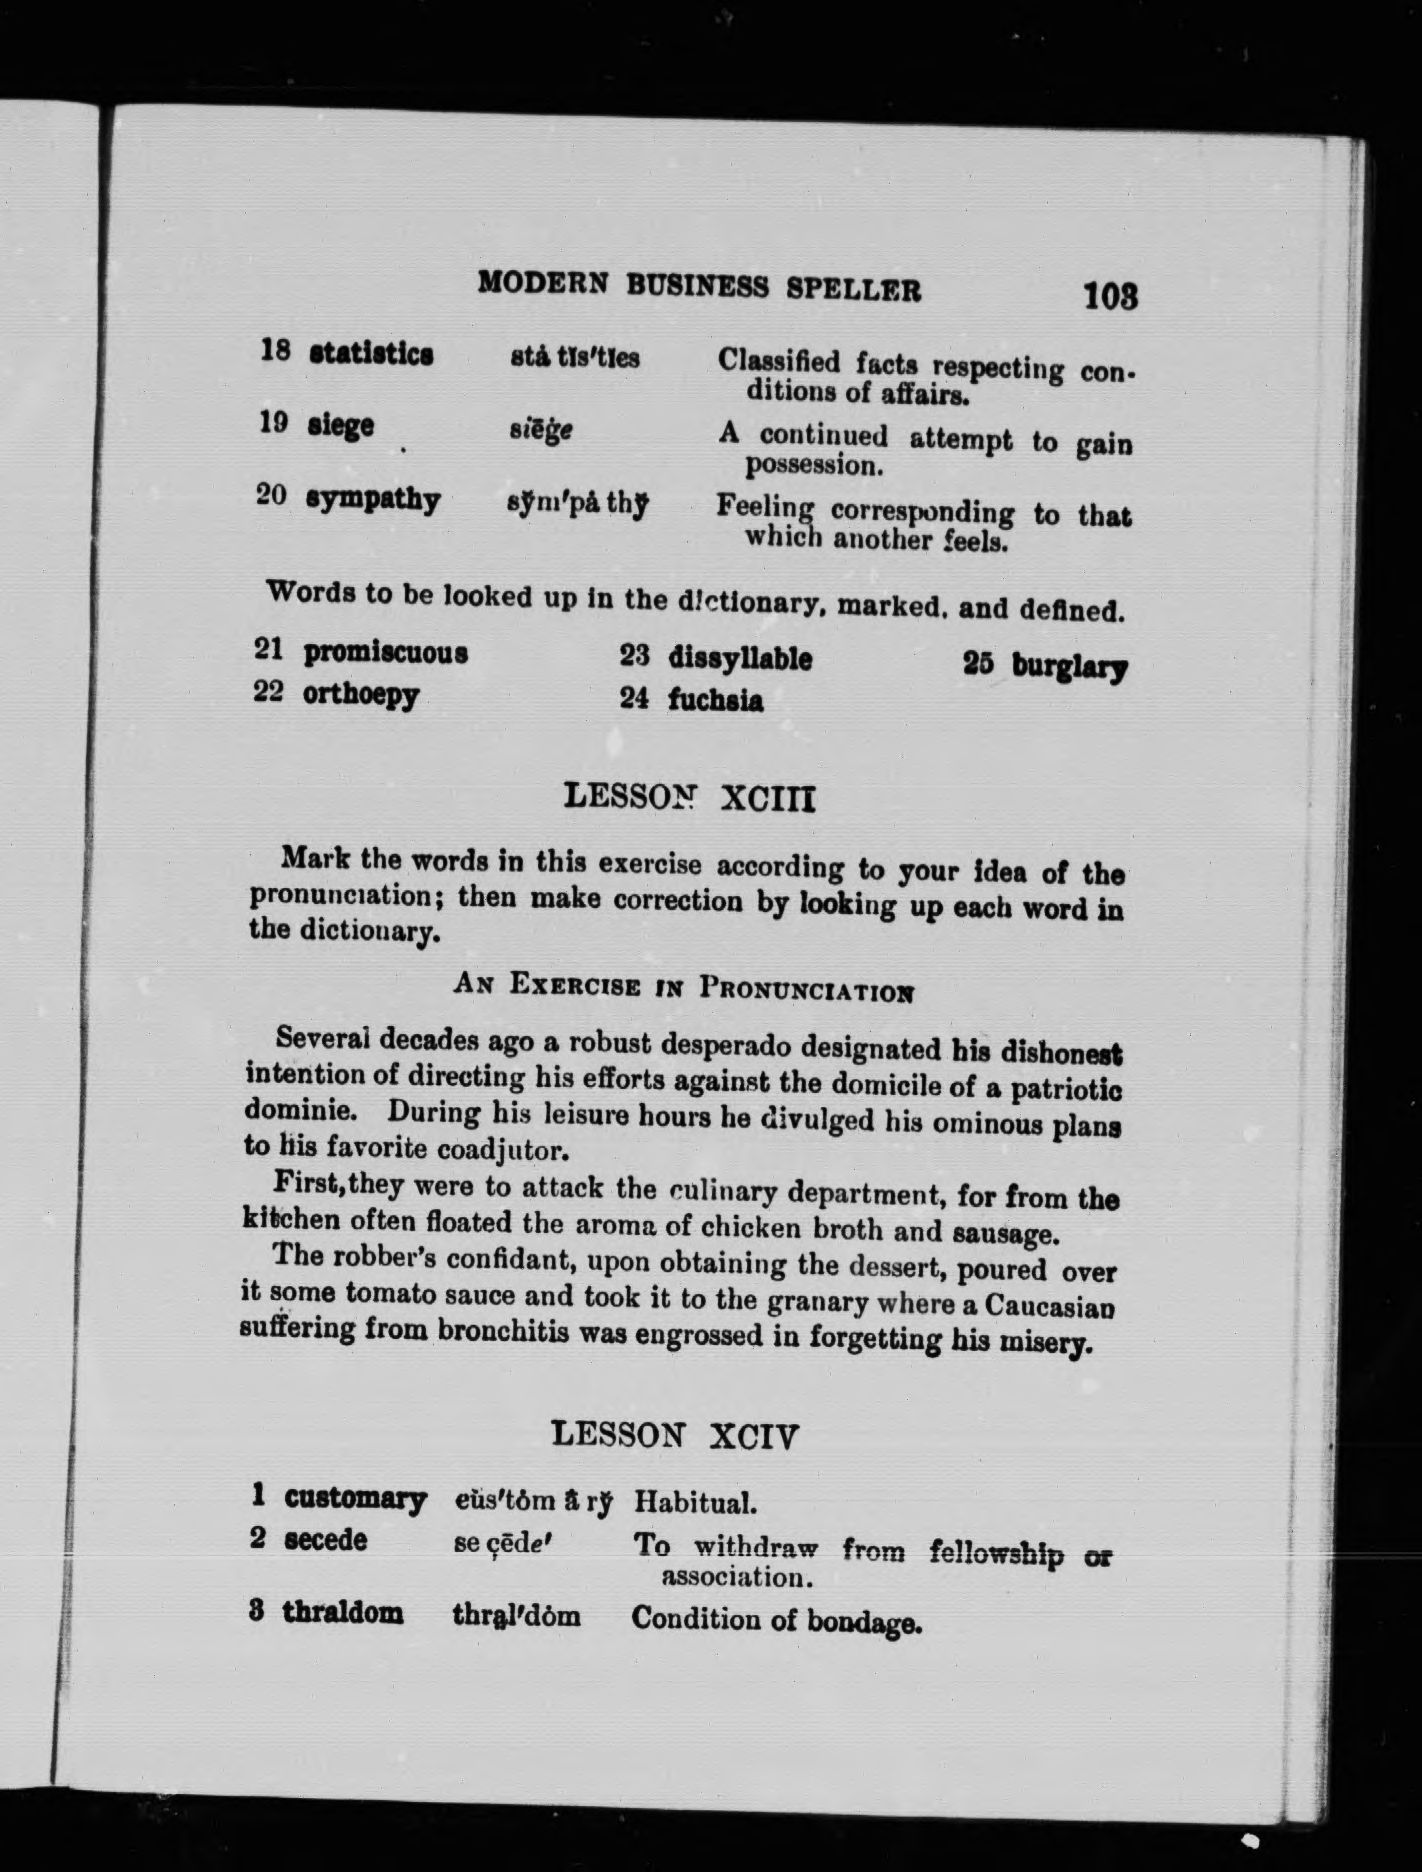 MODERN BUSINESS SPELLER 103
18 statistics stȧ tĭs′tĭcs Classified facts respecting con-
ditions of affairs.
19 siege siēġe A continued attempt to gain
possession.
20 sympathy sy̆m′pȧ thy̆ Feeling corresponding to that
which another feels.
Words to be looked up in the dictionary, marked, and defined.
21 promiscuous 23 dissyllable 25 burglary
22 orthoepy 24 fuchsia
LESSON XCIII
Mark the words in this exercise according to your idea of the
pronunciation; then make correction by looking up each word in
the dictionary.
AN EXERCISE IN PRONUNCIATION
Several decades ago a robust desperado designated his dishonest
intention of directing his efforts against the domicile of a patriotic
dominie. During his leisure hours he divulged his ominous plans
to his favorite coadjutor.
First, they were to attack the culinary department, for from the
kitchen often floated the aroma of chicken broth and sausage.
The robber's confidant, upon obtaining the dessert, poured over
it some tomato sauce and took it to the granary where a Caucasian
suffering from bronchitis was engrossed in forgetting his misery.
LESSON XCIV
1 customary cŭs′tȯm ȃ ry̆ Habitual.
2 secede se çēde′ To withdraw from fellowship or
association.
3 thraldom thra̤l′dȯm Condition of bondage.